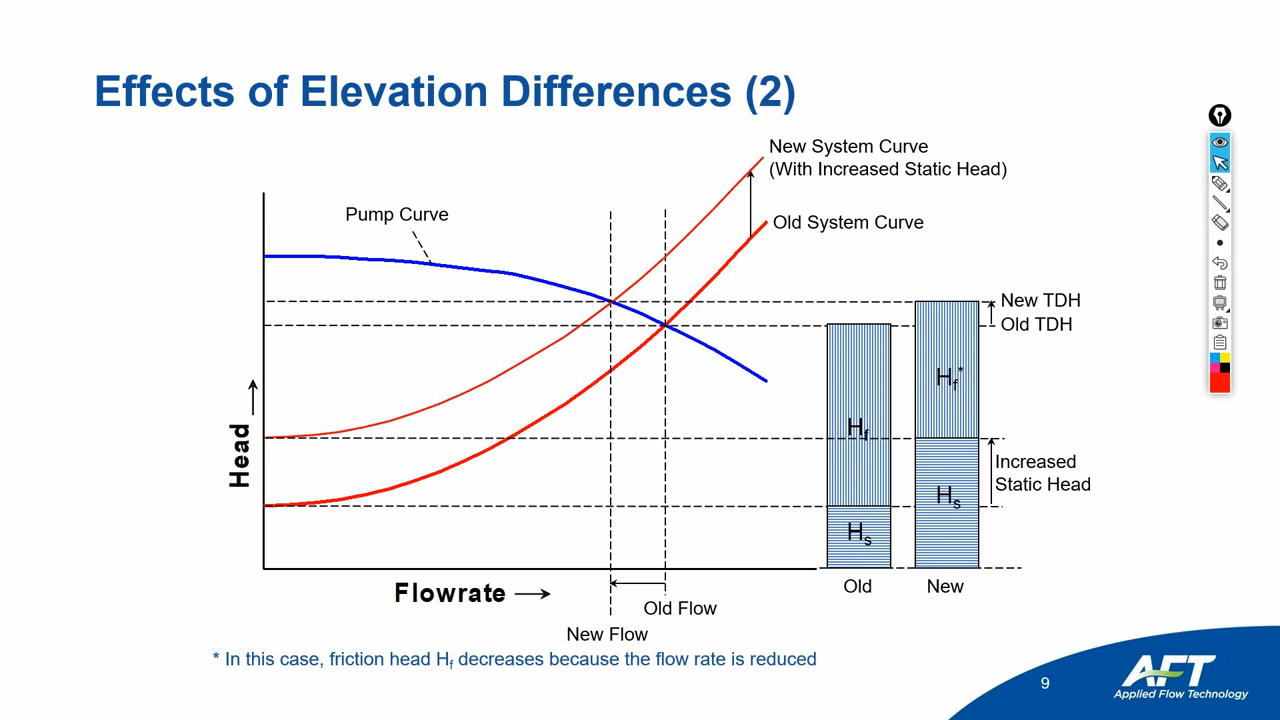 Effects of Elevation Differences (2)
New System Curve
(With Increased Static Head)
Pump Curve
Old System Curve
New TDH
Old TDH
Hf*
Hf
Head
Increased
Static Head
Hs
Hs
Flowrate
Old
New
Old Flow
New Flow
* In this case, friction head Hf decreases because the flow rate is reduced
9
AFT
Applied Flow Technology